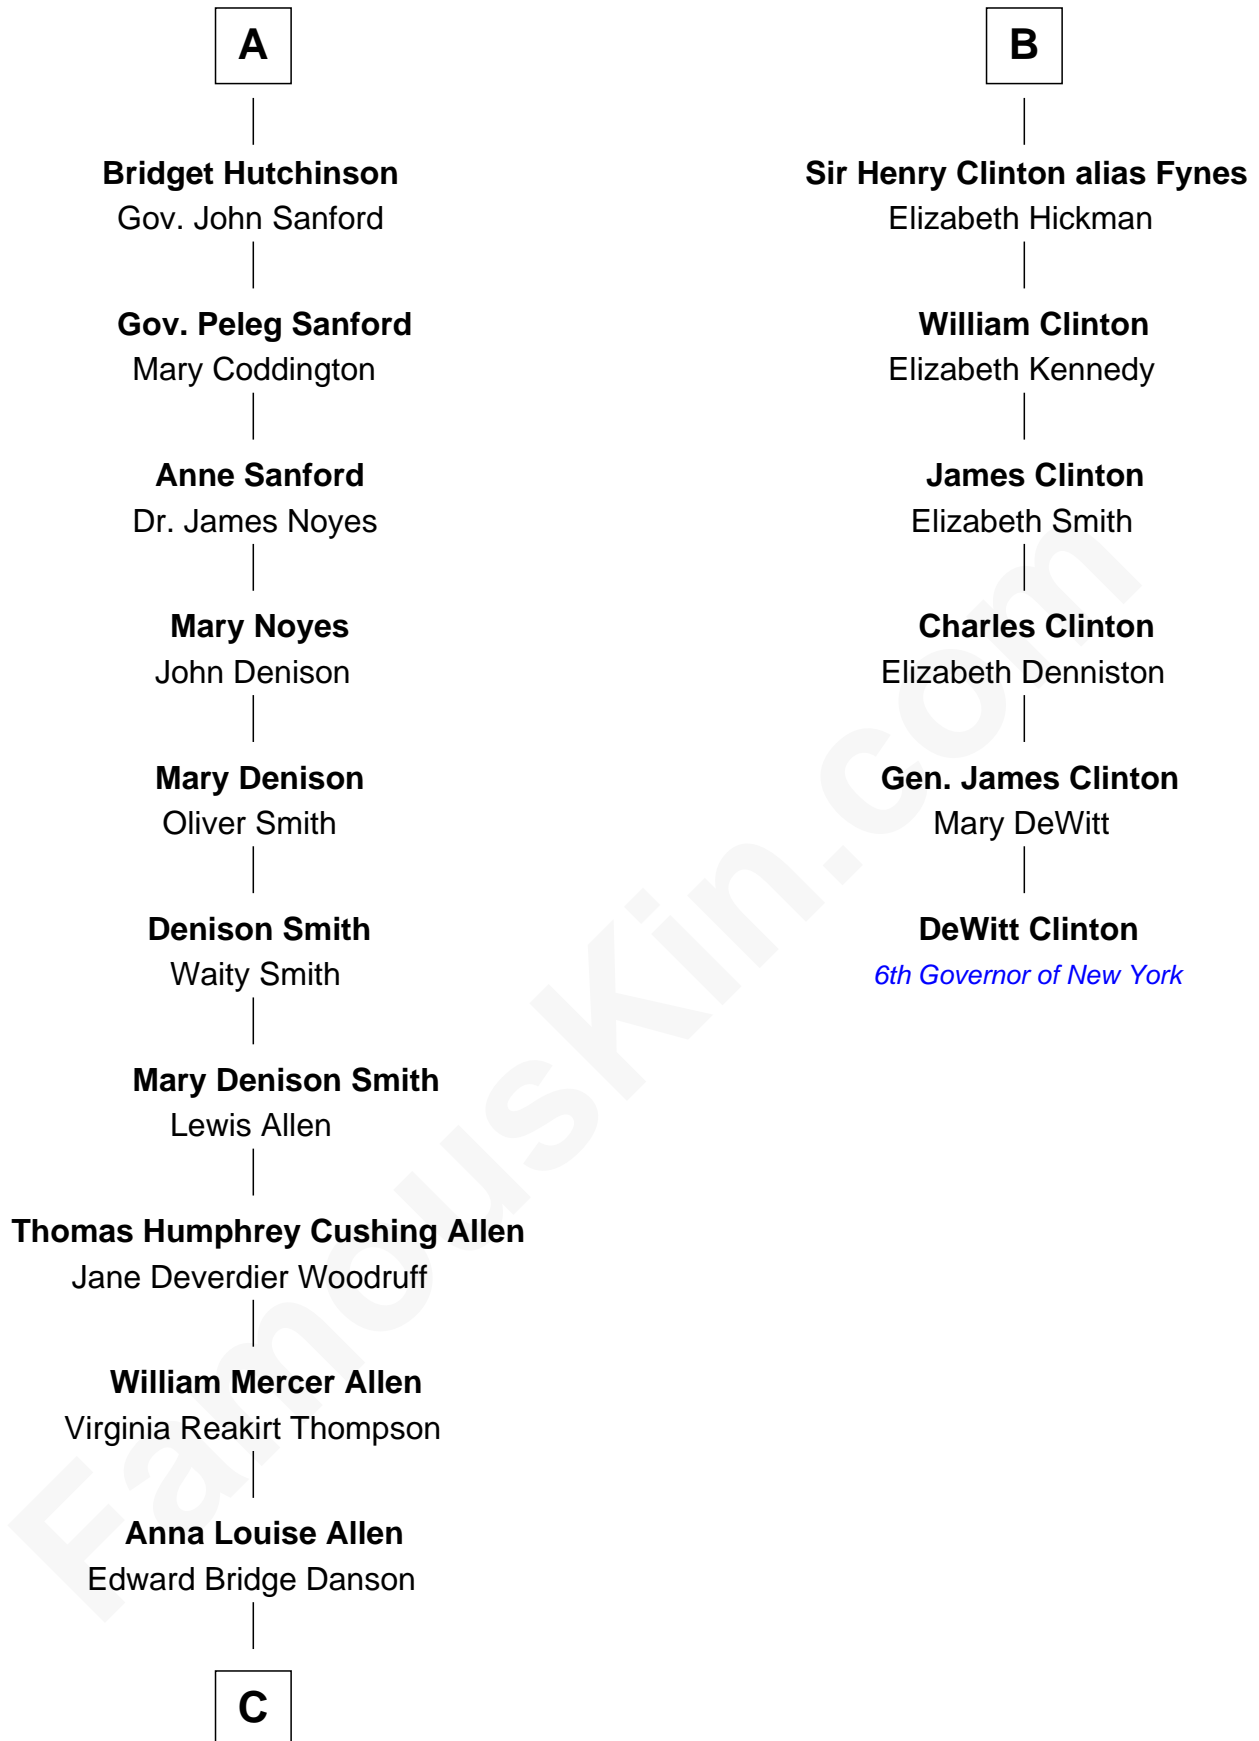 A
Bridget Hutchinson
Gov. John Sanford
Gov. Peleg Sanford
Mary Coddington
Anne Sanford
Dr. James Noyes
Mary Noyes
John Denison
Mary Denison
Oliver Smith
Denison Smith
Waity Smith
Mary Denison Smith
Lewis Allen
Thomas Humphrey Cushing Allen
Jane Deverdier Woodruff
William Mercer Allen
Virginia Reakirt Thompson
Anna Louise Allen
Edward Bridge Danson
C
B
Sir Henry Clinton alias Fynes
Elizabeth Hickman
William Clinton
Elizabeth Kennedy
James Clinton
Elizabeth Smith
Charles Clinton
Elizabeth Denniston
Gen. James Clinton
Mary DeWitt
DeWitt Clinton
6th Governor of New York
FamousKin.com